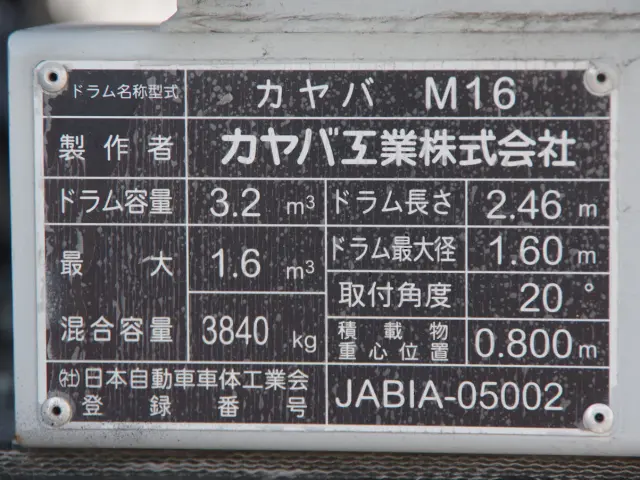 ドラム名称型式 カヤバ M16
製作者 カヤバ工業株式会社
ドラム容量 3.2 m³ ドラム長さ 2.46 m
最大 1.6 m³ ドラム最大径 1.60 m
取付角度 20°
混合容量 3840 kg 積載物 0.800 m
重心位置
㈳日本自動車車体工業会 JABIA-05002
登録番号